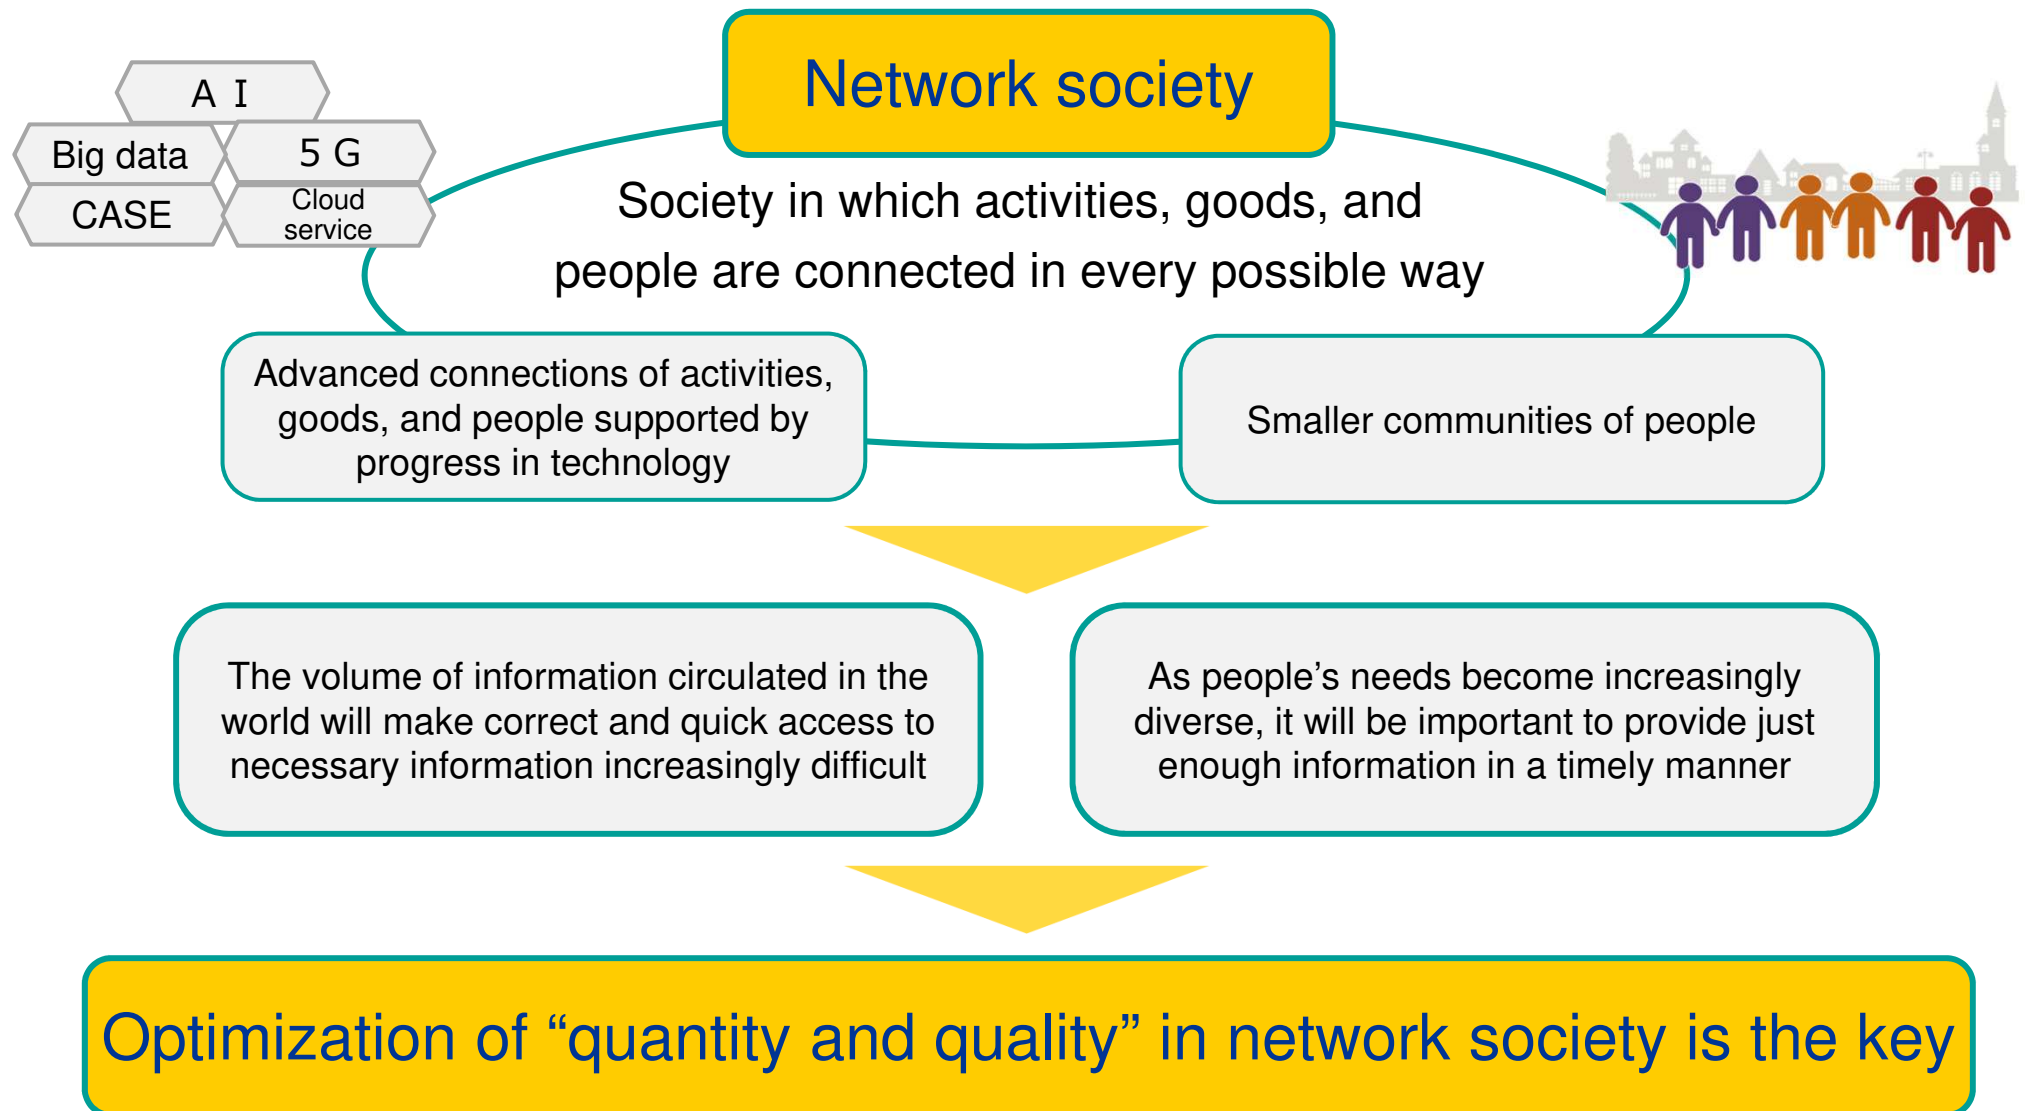 Network society
A I
Big data
5 G
CASE
Cloud
service
Society in which activities, goods, and
people are connected in every possible way
Advanced connections of activities,
goods, and people supported by
progress in technology
Smaller communities of people
The volume of information circulated in the
world will make correct and quick access to
necessary information increasingly difficult
As people’s needs become increasingly
diverse, it will be important to provide just
enough information in a timely manner
Optimization of “quantity and quality” in network society is the key